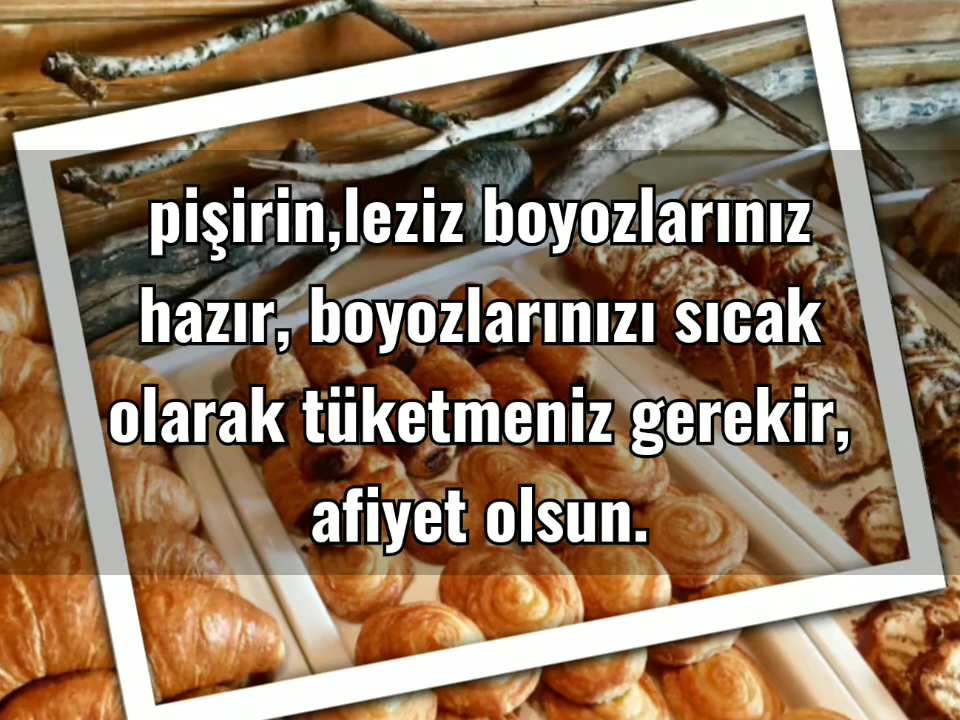 pişirin,leziz boyozlarınız
hazır, boyozlarınızı sıcak
olarak tüketmeniz gerekir,
afiyet olsun.